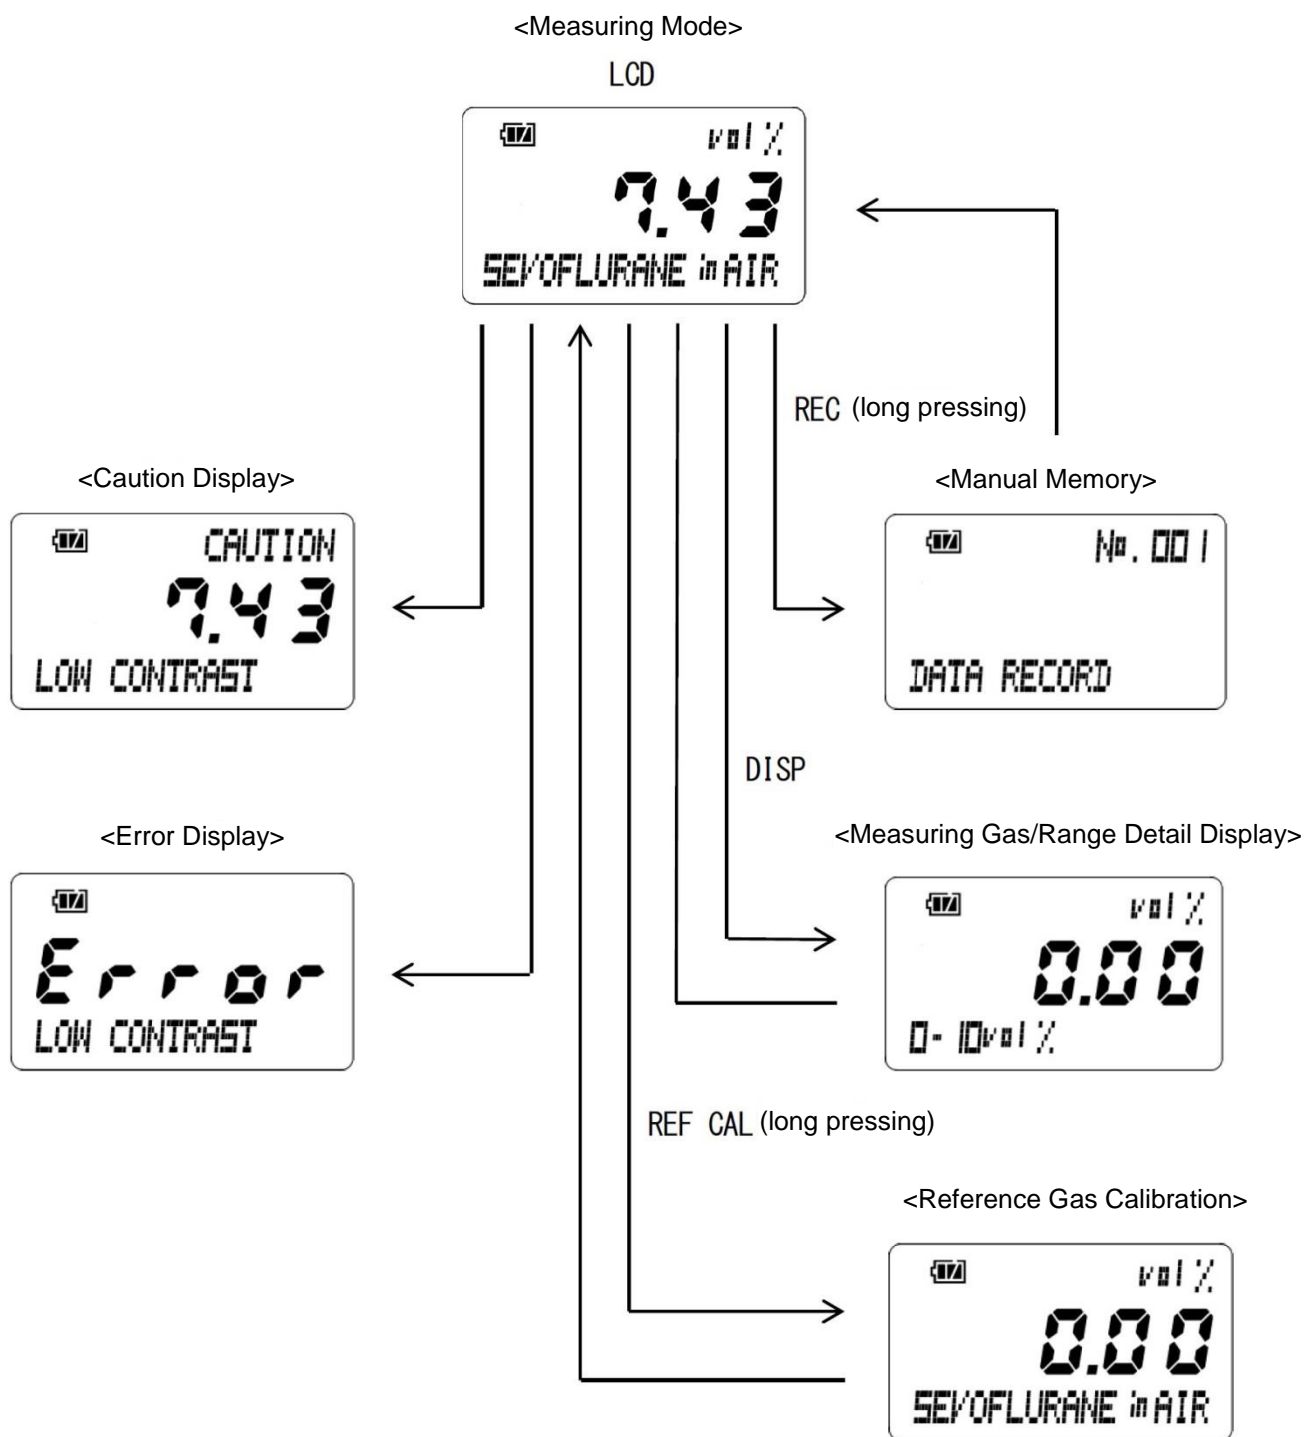 <Measuring Mode>
LCD
vol%
7.43
SEVOFLURANE in AIR
REC (long pressing)
<Caution Display>
CAUTION
7.43
LOW CONTRAST
<Manual Memory>
No.001
DATA RECORD
DISP
<Error Display>
Error
LOW CONTRAST
<Measuring Gas/Range Detail Display>
vol%
0.00
0-10vol%
REF CAL (long pressing)
<Reference Gas Calibration>
vol%
0.00
SEVOFLURANE in AIR